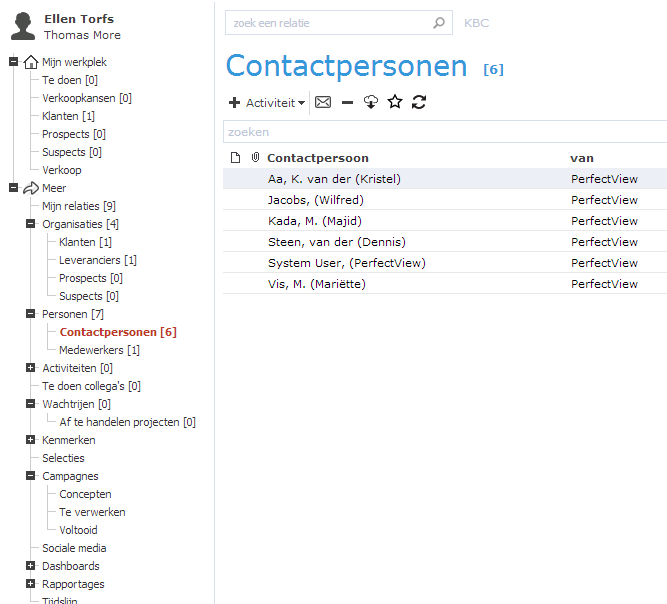 Ellen Torfs
Thomas More
Mijn werkplek
Te doen [0]
Verkoopkansen [0]
Klanten [1]
Prospects [0]
Suspects [0]
Verkoop
Meer
Mijn relaties [9]
Organisaties [4]
Klanten [1]
Leveranciers [1]
Prospects [0]
Suspects [0]
Personen [7]
Contactpersonen [6]
Medewerkers [1]
Activiteiten [0]
Te doen collega's [0]
Wachtrijen [0]
Af te handelen projecten [0]
Kenmerken
Selecties
Campagnes
Concepten
Te verwerken
Voltooid
Sociale media
Dashboards
Rapportages
Tijdslijn
zoek een relatie KBC
Contactpersonen [6]
Activiteit
zoeken
Contactpersoon van
Aa, K. van der (Kristel) PerfectView
Jacobs, (Wilfred) PerfectView
Kada, M. (Majid) PerfectView
Steen, van der (Dennis) PerfectView
System User, (PerfectView) PerfectView
Vis, M. (Mariëtte) PerfectView